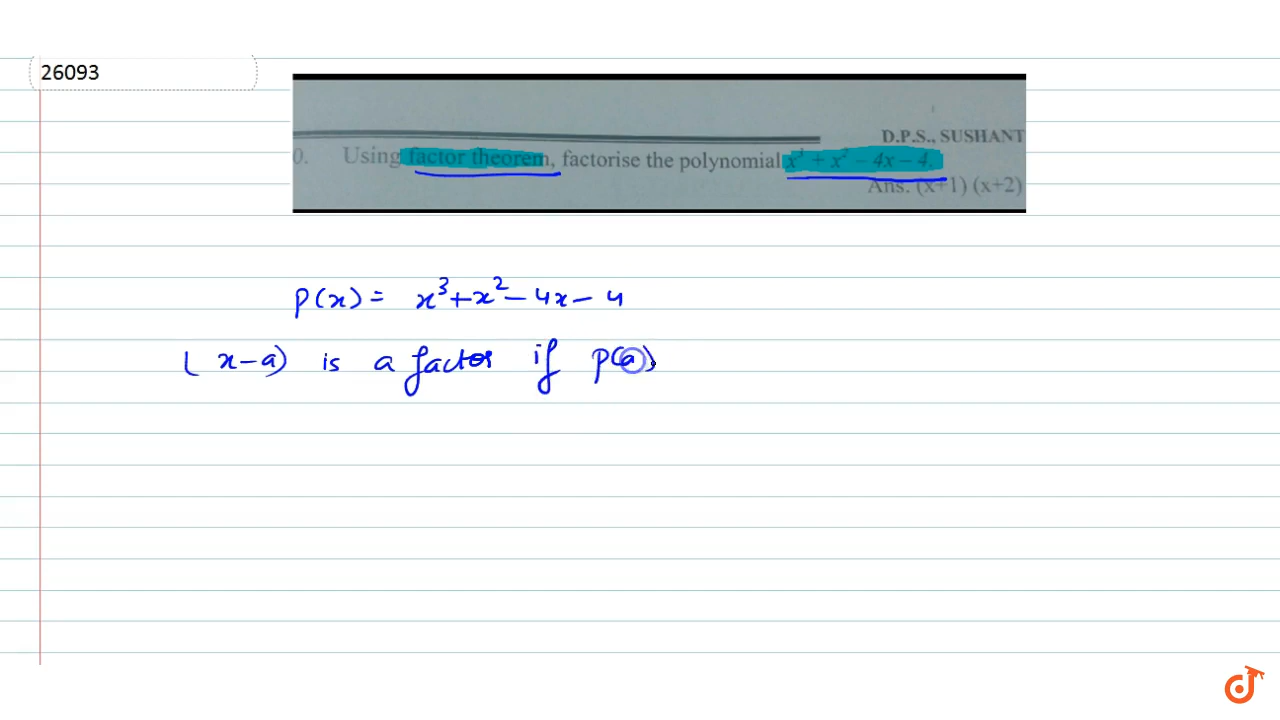 26093
D.P.S., SUSHANT
0. Using factor theorem, factorise the polynomial x³ + x² − 4x − 4.
Ans. (x+1) (x+2)
P(x) = x³+x²−4x−4
(x−a) is a factor if P(a)